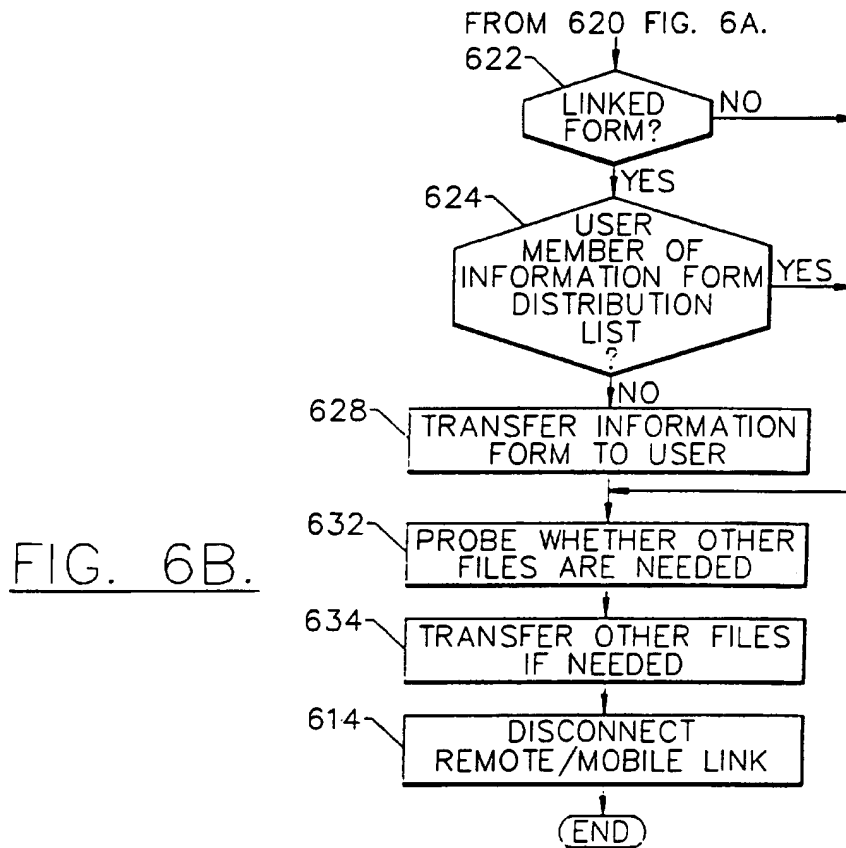 FROM 620 FIG. 6A.
622
LINKED
FORM?
NO
YES
624
USER
MEMBER OF
INFORMATION FORM
DISTRIBUTION
LIST
?
YES
NO
628
TRANSFER INFORMATION
FORM TO USER
632
PROBE WHETHER OTHER
FILES ARE NEEDED
FIG. 6B.
634
TRANSFER OTHER FILES
IF NEEDED
614
DISCONNECT
REMOTE/MOBILE LINK
END